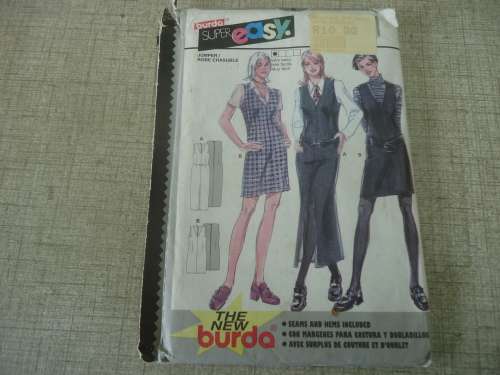 burda
SUPER easy.
R10.00
JUMPER /
ROBE CHASUBLE
A
B
B
A
B
THE
NEW
burda
• SEAMS AND HEMS INCLUDED
• CON MARGENES PARA COSTURA Y DOBLADILLOS
• AVEC SURPLUS DE COUTURE ET D'OURLET